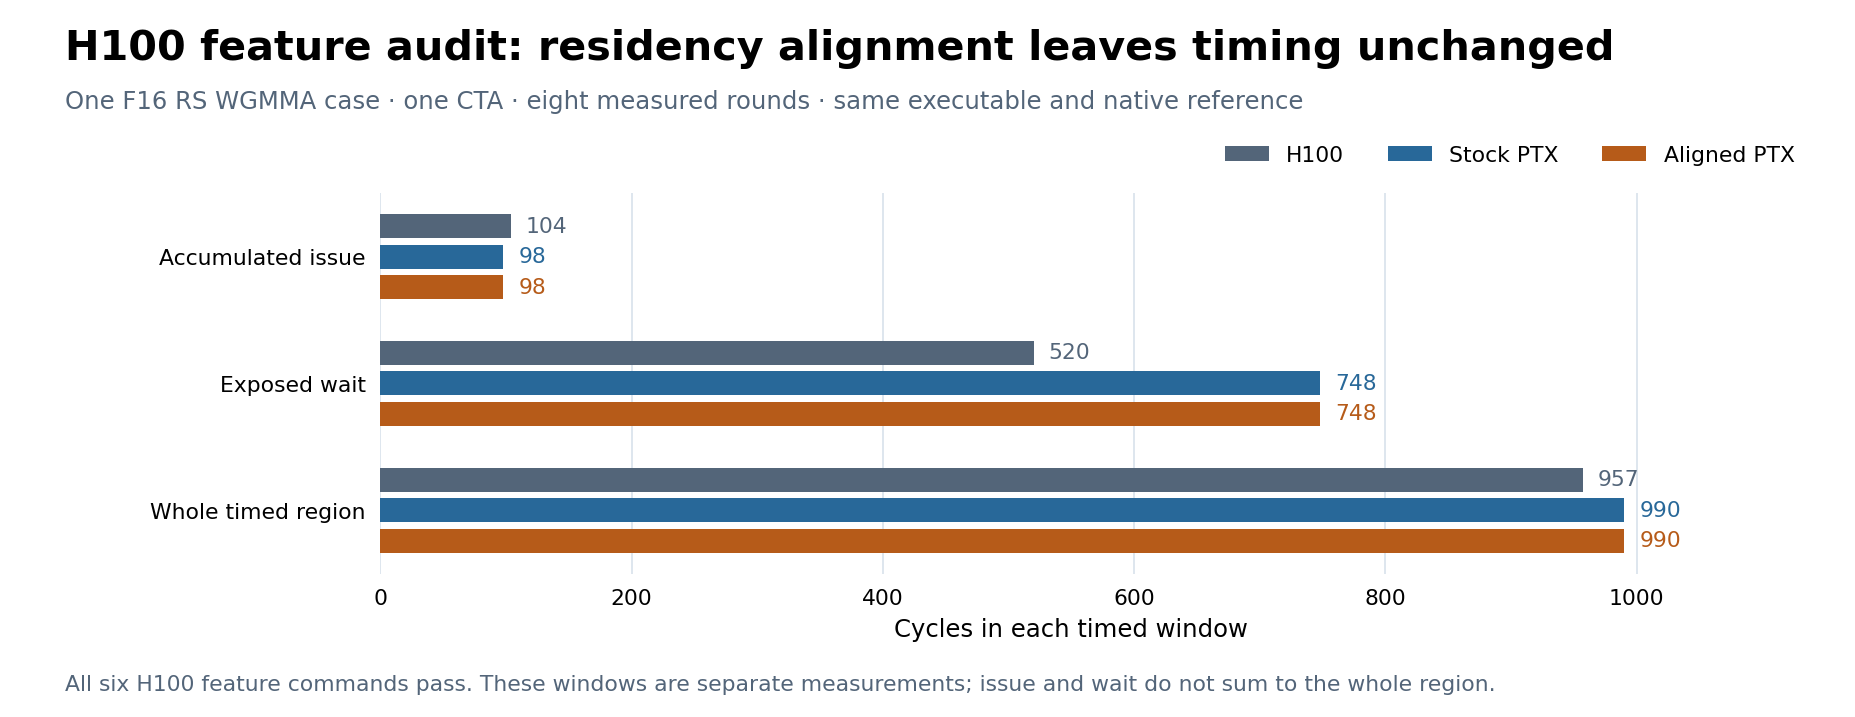 H100 feature audit: residency alignment leaves timing unchanged
One F16 RS WGMMA case · one CTA · eight measured rounds · same executable and native reference
H100 Stock PTX Aligned PTX
104
Accumulated issue 98
98
520
Exposed wait 748
748
957
Whole timed region 990
990
0 200 400 600 800 1000
Cycles in each timed window
All six H100 feature commands pass. These windows are separate measurements; issue and wait do not sum to the whole region.